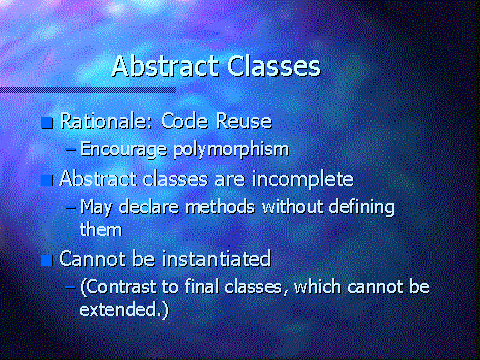 Abstract Classes
Rationale: Code Reuse
– Encourage polymorphism
Abstract classes are incomplete
– May declare methods without defining
them
Cannot be instantiated
– (Contrast to final classes, which cannot be
extended.)